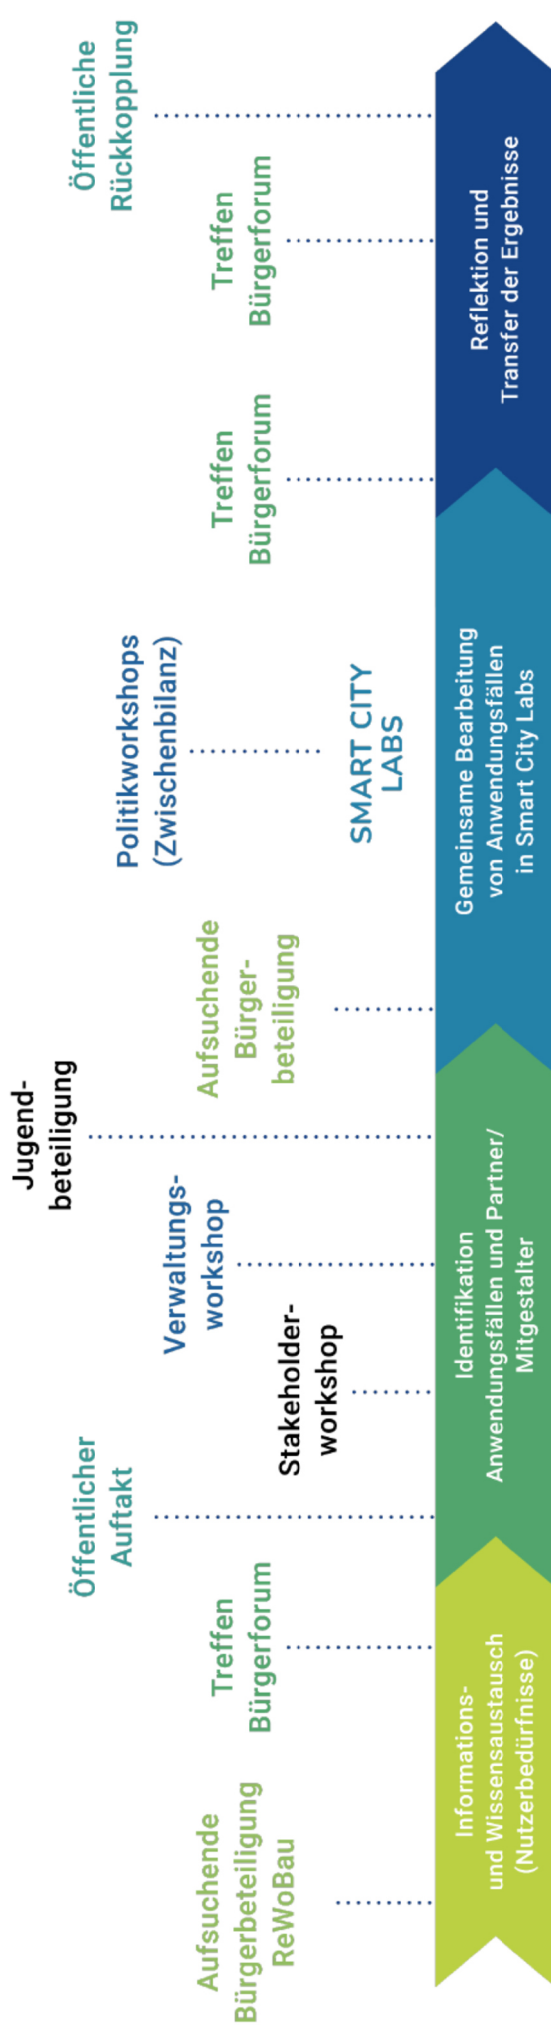 Aufsuchende
Bürgerbeteiligung
ReWoBau
Treffen
Bürgerforum
Öffentlicher
Auftakt
Stakeholder-
workshop
Verwaltungs-
workshop
Jugend-
beteiligung
Aufsuchende
Bürger-
beteiligung
Politikworkshops
(Zwischenbilanz)
SMART CITY
LABS
Treffen
Bürgerforum
Treffen
Bürgerforum
Öffentliche
Rückkopplung
Informations-
und Wissensaustausch
(Nutzerbedürfnisse)
Identifikation
Anwendungsfällen und Partner/
Mitgestalter
Gemeinsame Bearbeitung
von Anwendungsfällen
in Smart City Labs
Reflektion und
Transfer der Ergebnisse